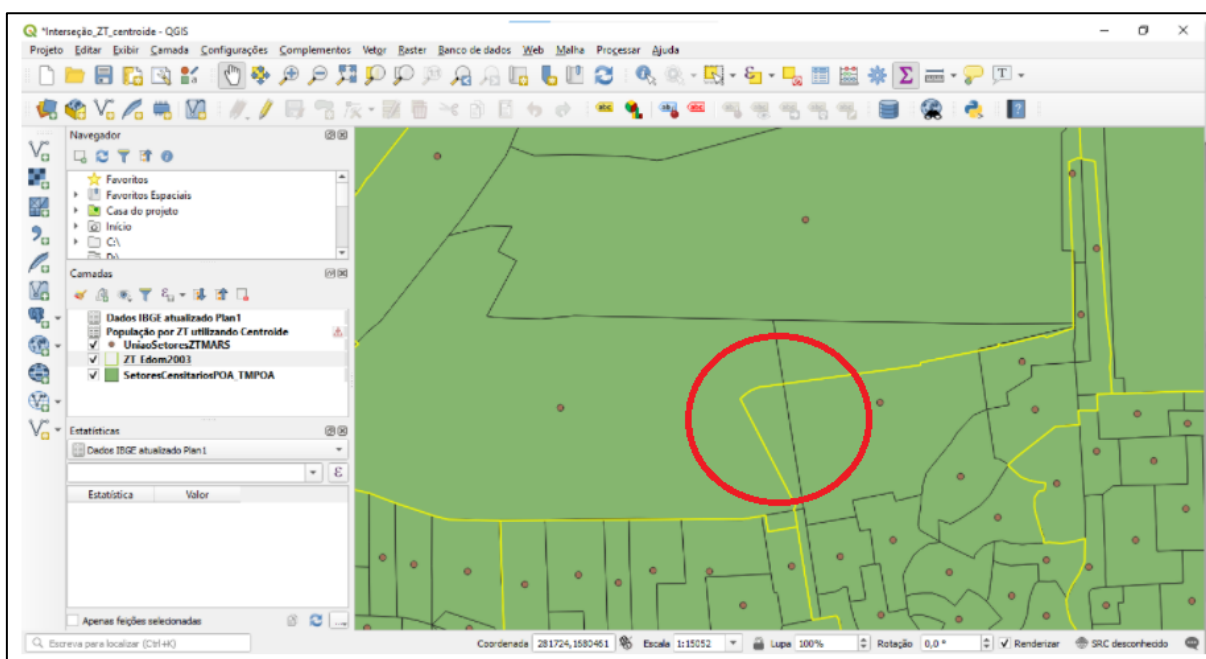 *Interseção_ZT_centroide - QGIS
Projeto Editar Exibir Camada Configurações Complementos Vetor Raster Banco de dados Web Malha Processar Ajuda
Navegador
Favoritos
Favoritos Espaciais
Casa do projeto
Início
C:\
D:\
Camadas
Dados IBGE atualizado Plan1
População por ZT utilizando Centroide
UniaoSetoresZTMARS
ZT_Edom2003
SetoresCensitariosPOA_TMPOA
Estatísticas
Dados IBGE atualizado Plan1
ε
Estatística Valor
Apenas feições selecionadas
...
Escreva para localizar (Ctrl+K) Coordenada 281724,1580461 Escala 1:15052 Lupa 100% Rotação 0,0 ° Renderizar SRC desconhecido